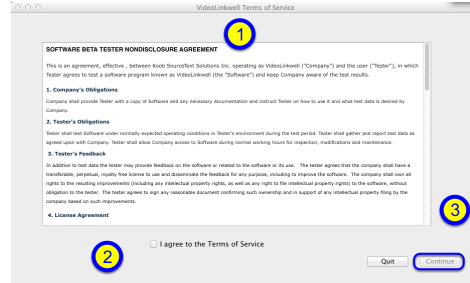 VideoLinkwell Terms of Service
1
SOFTWARE BETA TESTER NONDISCLOSURE AGREEMENT
This is an agreement, effective , between Koob SourceText Solutions Inc. operating as VideoLinkwell ("Company") and the user ("Tester"), in which
Tester agrees to test a software program known as VideoLinkwell (the "Software") and keep Company aware of the test results.
1. Company's Obligations
Company shall provide Tester with a copy of Software and any necessary documentation and instruct Tester on how to use it and what test data is desired by
Company.
2. Tester's Obligations
Tester shall test Software under normally expected operating conditions in Tester's environment during the test period. Tester shall gather and report test data as
agreed upon with Company. Tester shall allow Company access to Software during normal working hours for inspection, modifications and maintenance.
3. Tester's Feedback
In addition to test data the tester may provide feedback on the software or related to the software or its use. The tester agrees that the company shall have a
transferable, perpetual, royalty free license to use and disseminate the feedback for any purpose, including to improve the software. The company shall own all
rights to the resulting improvements (including any intellectual property rights, as well as any right to file intellectual property rights) to the software, without
obligation to the tester. The tester agrees to sign any reasonable document confirming such ownership and in support of any intellectual property filing by the
company based on such improvements.
4. License Agreement
3
2
I agree to the Terms of Service
Quit
Continue